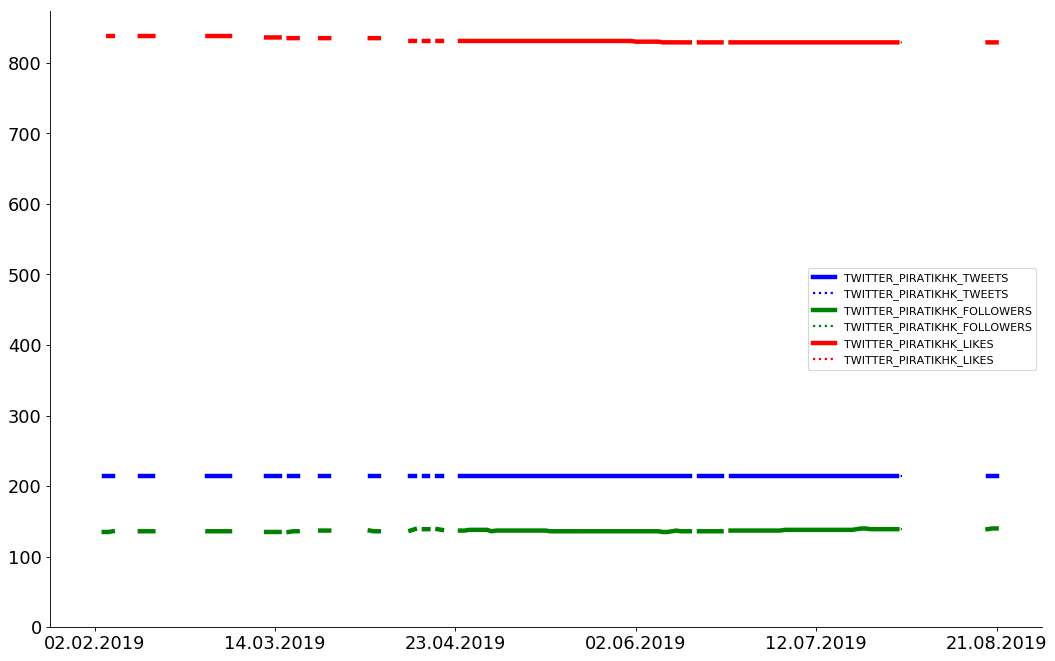 800
700
600
500
400
300
200
100
0
TWITTER_PIRATIKHK_TWEETS
TWITTER_PIRATIKHK_TWEETS
TWITTER_PIRATIKHK_FOLLOWERS
TWITTER_PIRATIKHK_FOLLOWERS
TWITTER_PIRATIKHK_LIKES
TWITTER_PIRATIKHK_LIKES
02.02.2019 14.03.2019 23.04.2019 02.06.2019 12.07.2019 21.08.2019